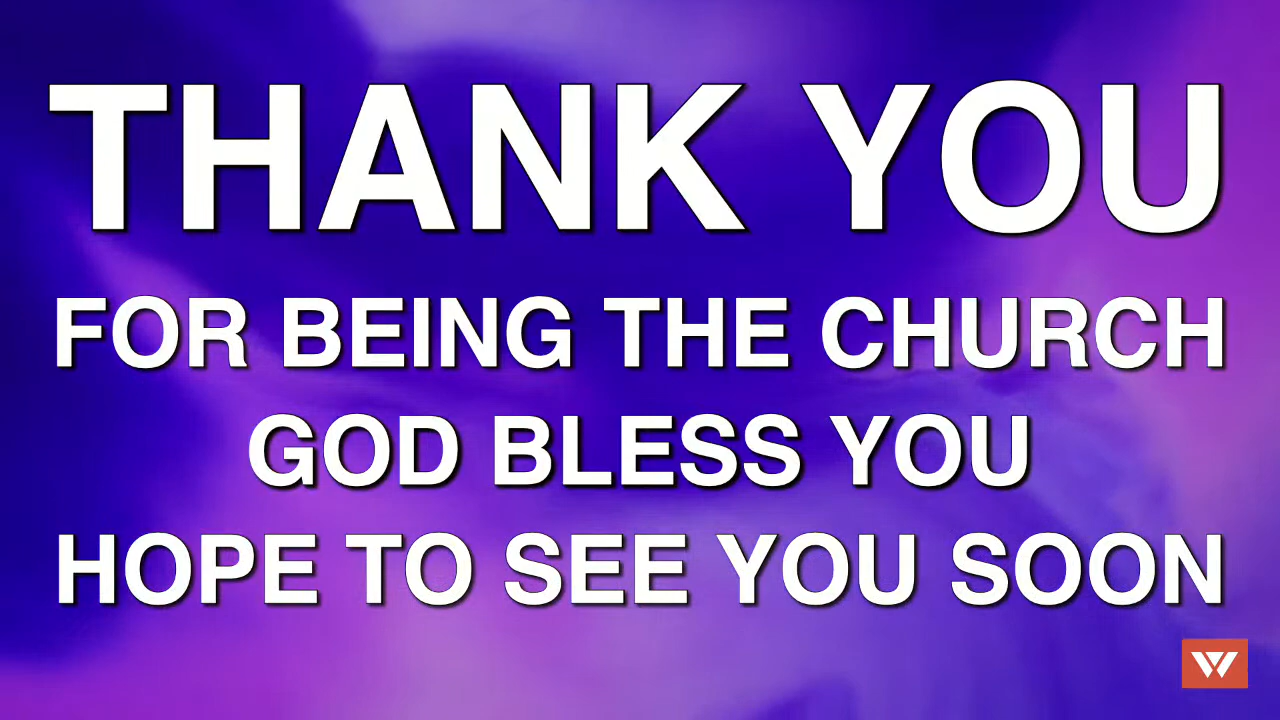 THANK YOU
FOR BEING THE CHURCH
GOD BLESS YOU
HOPE TO SEE YOU SOON